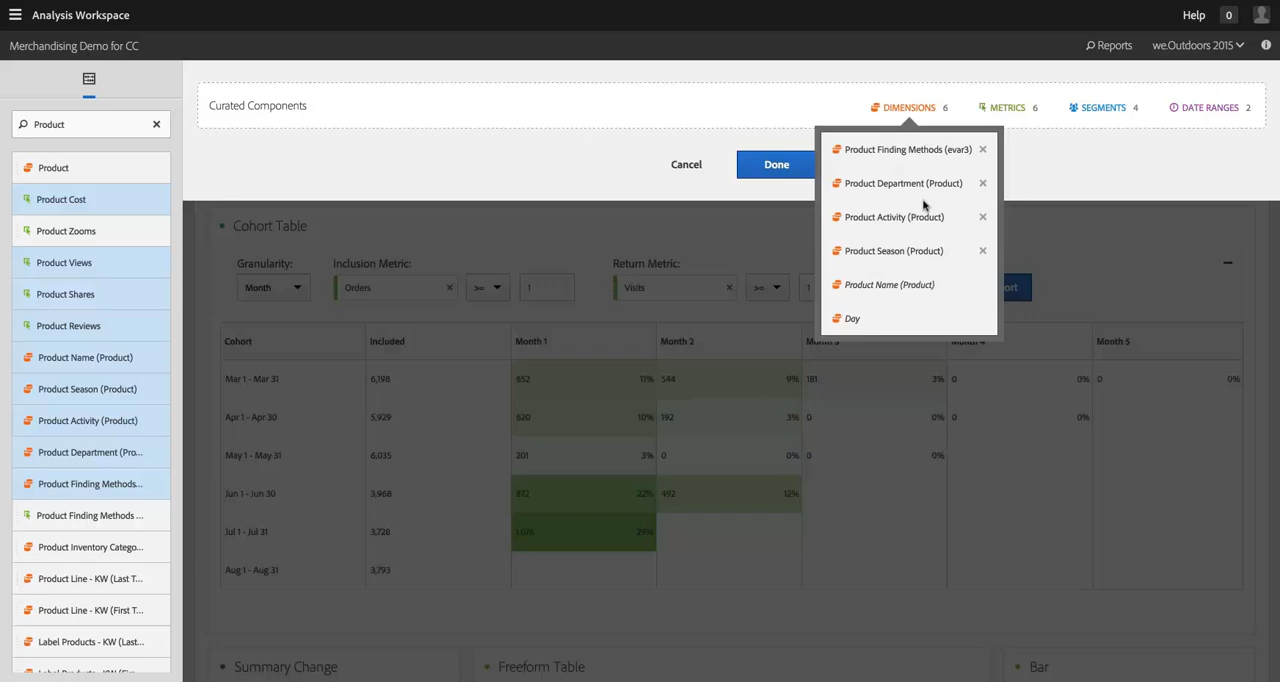 Analysis Workspace
Help 0
Merchandising Demo for CC
Reports we.Outdoors 2015
Product
Product
Product Cost
Product Zooms
Product Views
Product Shares
Product Reviews
Product Name (Product)
Product Season (Product)
Product Activity (Product)
Product Department (Pro...
Product Finding Methods...
Product Finding Methods ...
Product Inventory Catego...
Product Line - KW (Last T...
Product Line - KW (First T...
Label Products - KW (Last...
Curated Components
DIMENSIONS 6 METRICS 6 SEGMENTS 4 DATE RANGES 2
Cancel Done
Product Finding Methods (evar3)
Product Department (Product)
Product Activity (Product)
Product Season (Product)
Product Name (Product)
Day
Cohort Table
Granularity: Inclusion Metric: Return Metric:
Month Orders >= 1 Visits >= 1
Cohort Included Month 1 Month 2 Month 5
Mar 1 - Mar 31 6,198 652 11% 544 9% 181 3% 0 0% 0 0%
Apr 1 - Apr 30 5,929 620 10% 192 3% 0 0% 0 0%
May 1 - May 31 6,035 201 3% 0 0% 0 0%
Jun 1 - Jun 30 3,968 872 22% 492 12%
Jul 1 - Jul 31 3,728 1,076 29%
Aug 1 - Aug 31 3,793
Summary Change Freeform Table Bar